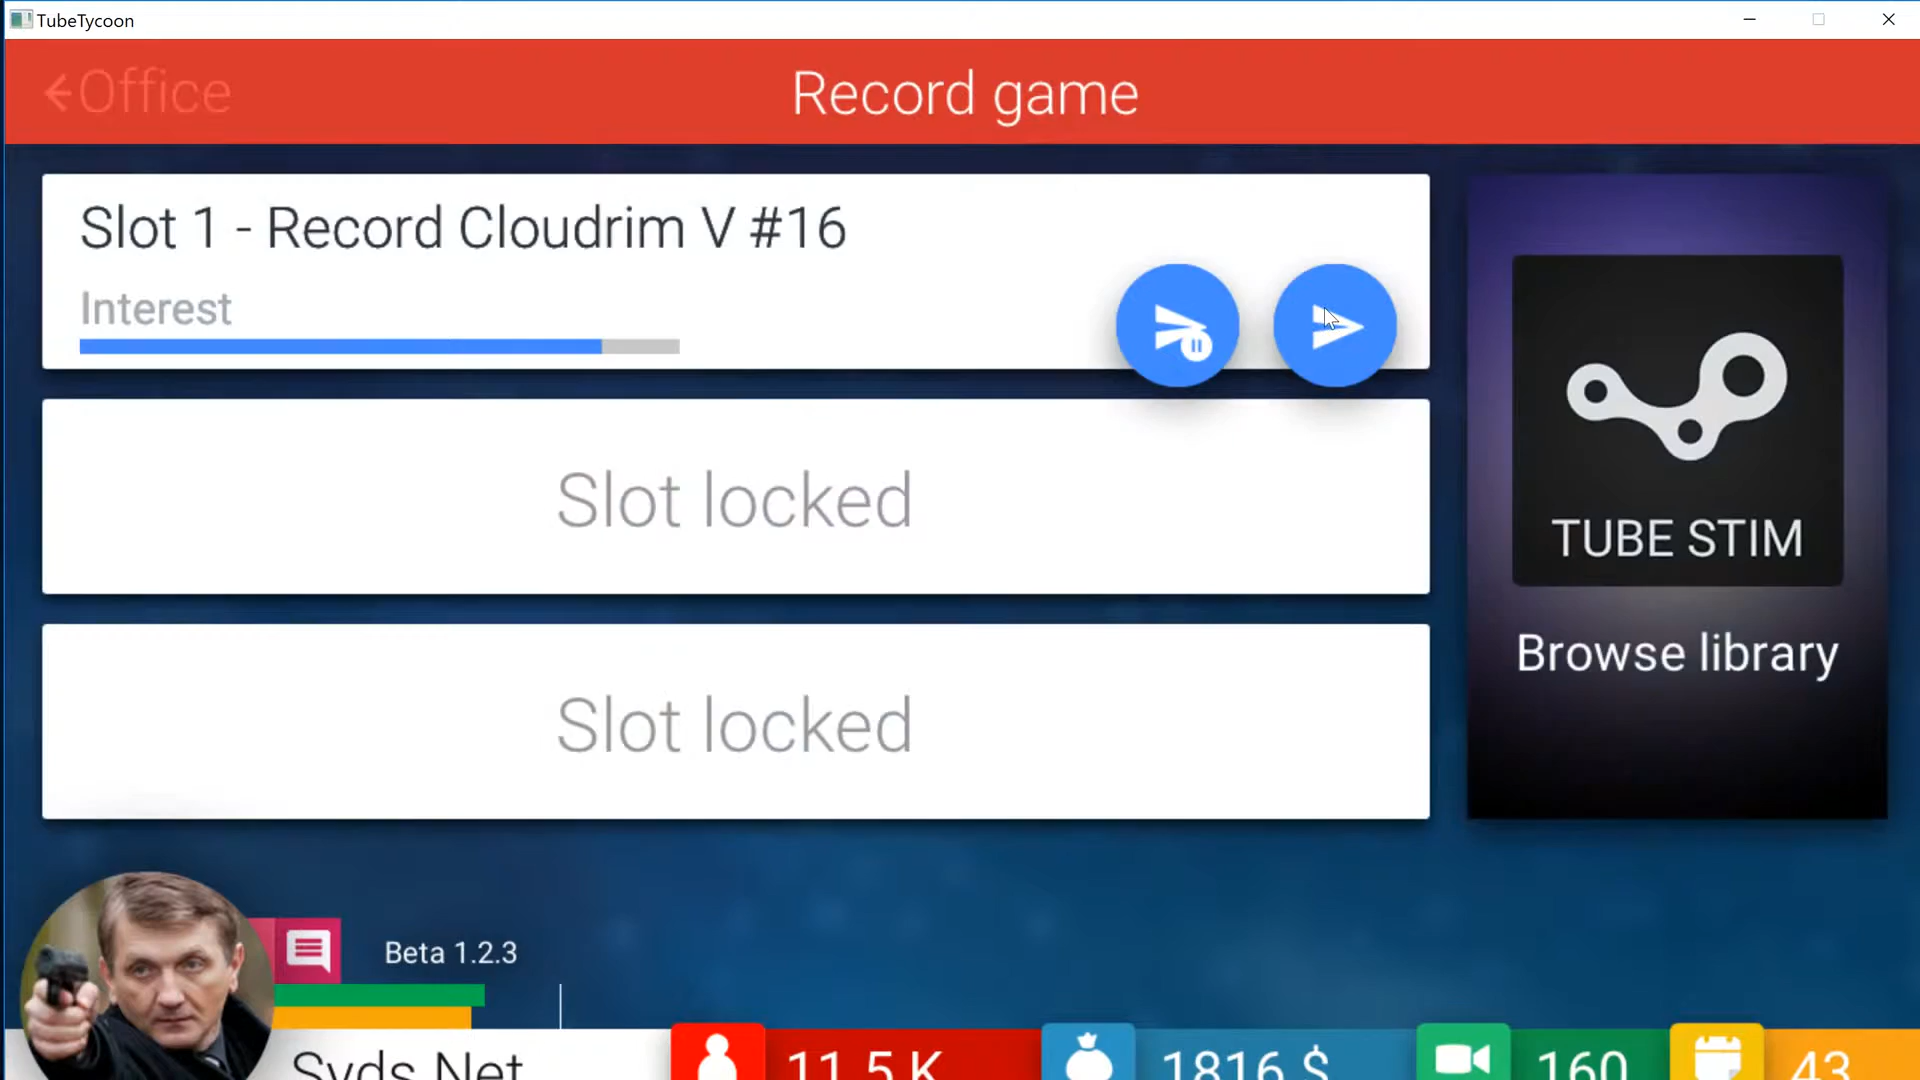 TubeTycoon
Office
Record game
Slot 1 - Record Cloudrim V #16
Interest
Slot locked
Slot locked
TUBE STIM
Browse library
Beta 1.2.3
Syds Net
11.5 K
1816 $
160
43